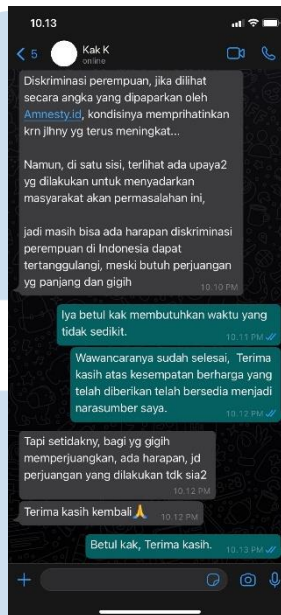 10.13
5
Kak K
online
Diskriminasi perempuan, jika dilihat
secara angka yang dipaparkan oleh
Amnesty.id, kondisinya memprihatinkan
krn jlhny yg terus meningkat...
Namun, di satu sisi, terlihat ada upaya2
yg dilakukan untuk menyadarkan
masyarakat akan permasalahan ini,
jadi masih bisa ada harapan diskriminasi
perempuan di Indonesia dapat
tertanggulangi, meski butuh perjuangan
yg panjang dan gigih
10.10 PM
Iya betul kak membutuhkan waktu yang
tidak sedikit.
10.11 PM
Wawancaranya sudah selesai, Terima
kasih atas kesempatan berharga yang
telah diberikan telah bersedia menjadi
narasumber saya.
10.12 PM
Tapi setidakny, bagi yg gigih
memperjuangkan, ada harapan, jd
perjuangan yang dilakukan tdk sia2
10.12 PM
Terima kasih kembali🙏
10.12 PM
Betul kak, Terima kasih.
10.13 PM